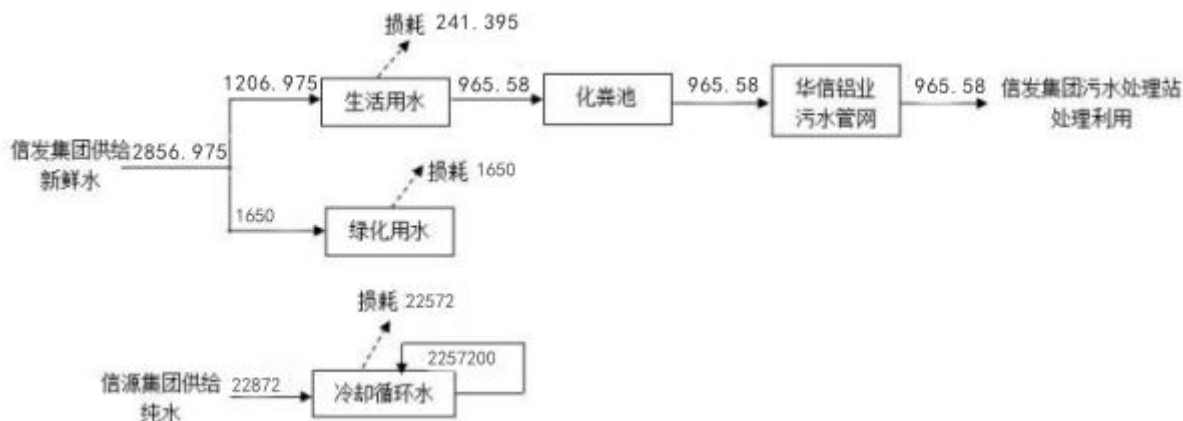 损耗 241.395
1206.975
生活用水
965.58
化粪池
965.58
华信铝业
污水管网
965.58
信发集团污水处理站
处理利用
信发集团供给
新鲜水
2856.975
损耗 1650
1650
绿化用水
损耗 22572
2257200
信源集团供给
纯水
22872
冷却循环水